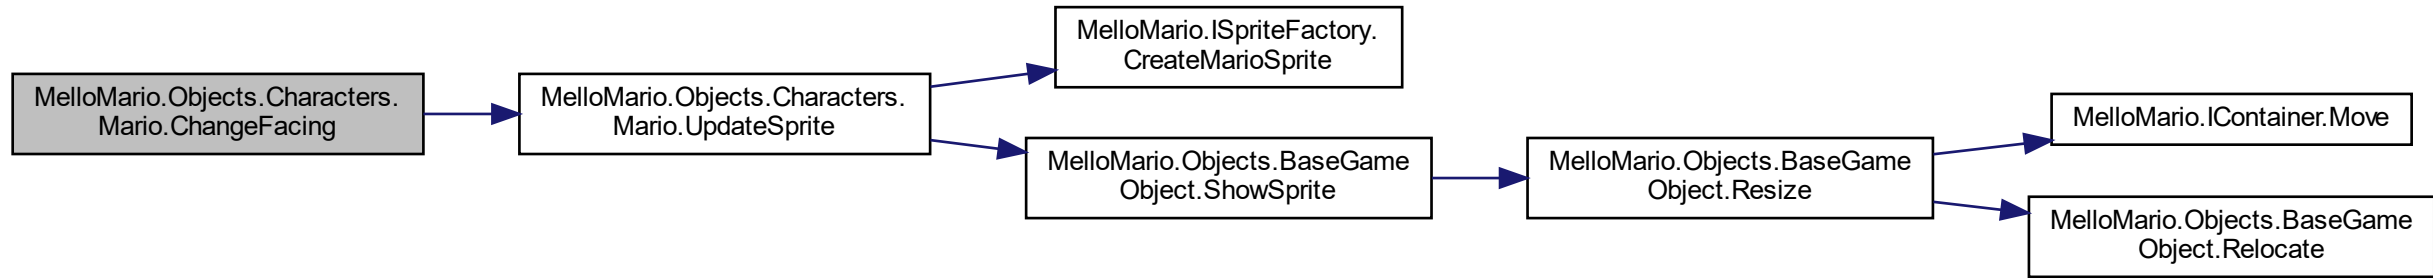 MelloMario.Objects.Characters.
Mario.ChangeFacing
MelloMario.Objects.Characters.
Mario.UpdateSprite
MelloMario.ISpriteFactory.
CreateMarioSprite
MelloMario.Objects.BaseGame
Object.ShowSprite
MelloMario.Objects.BaseGame
Object.Resize
MelloMario.IContainer.Move
MelloMario.Objects.BaseGame
Object.Relocate